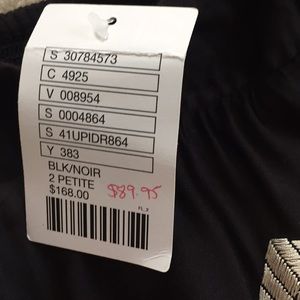 S 30784573
C 4925
V 008954
S 0004864
S 41UPIDR864
Y 383
BLK/NOIR
2 PETITE
$168.00 $89.95